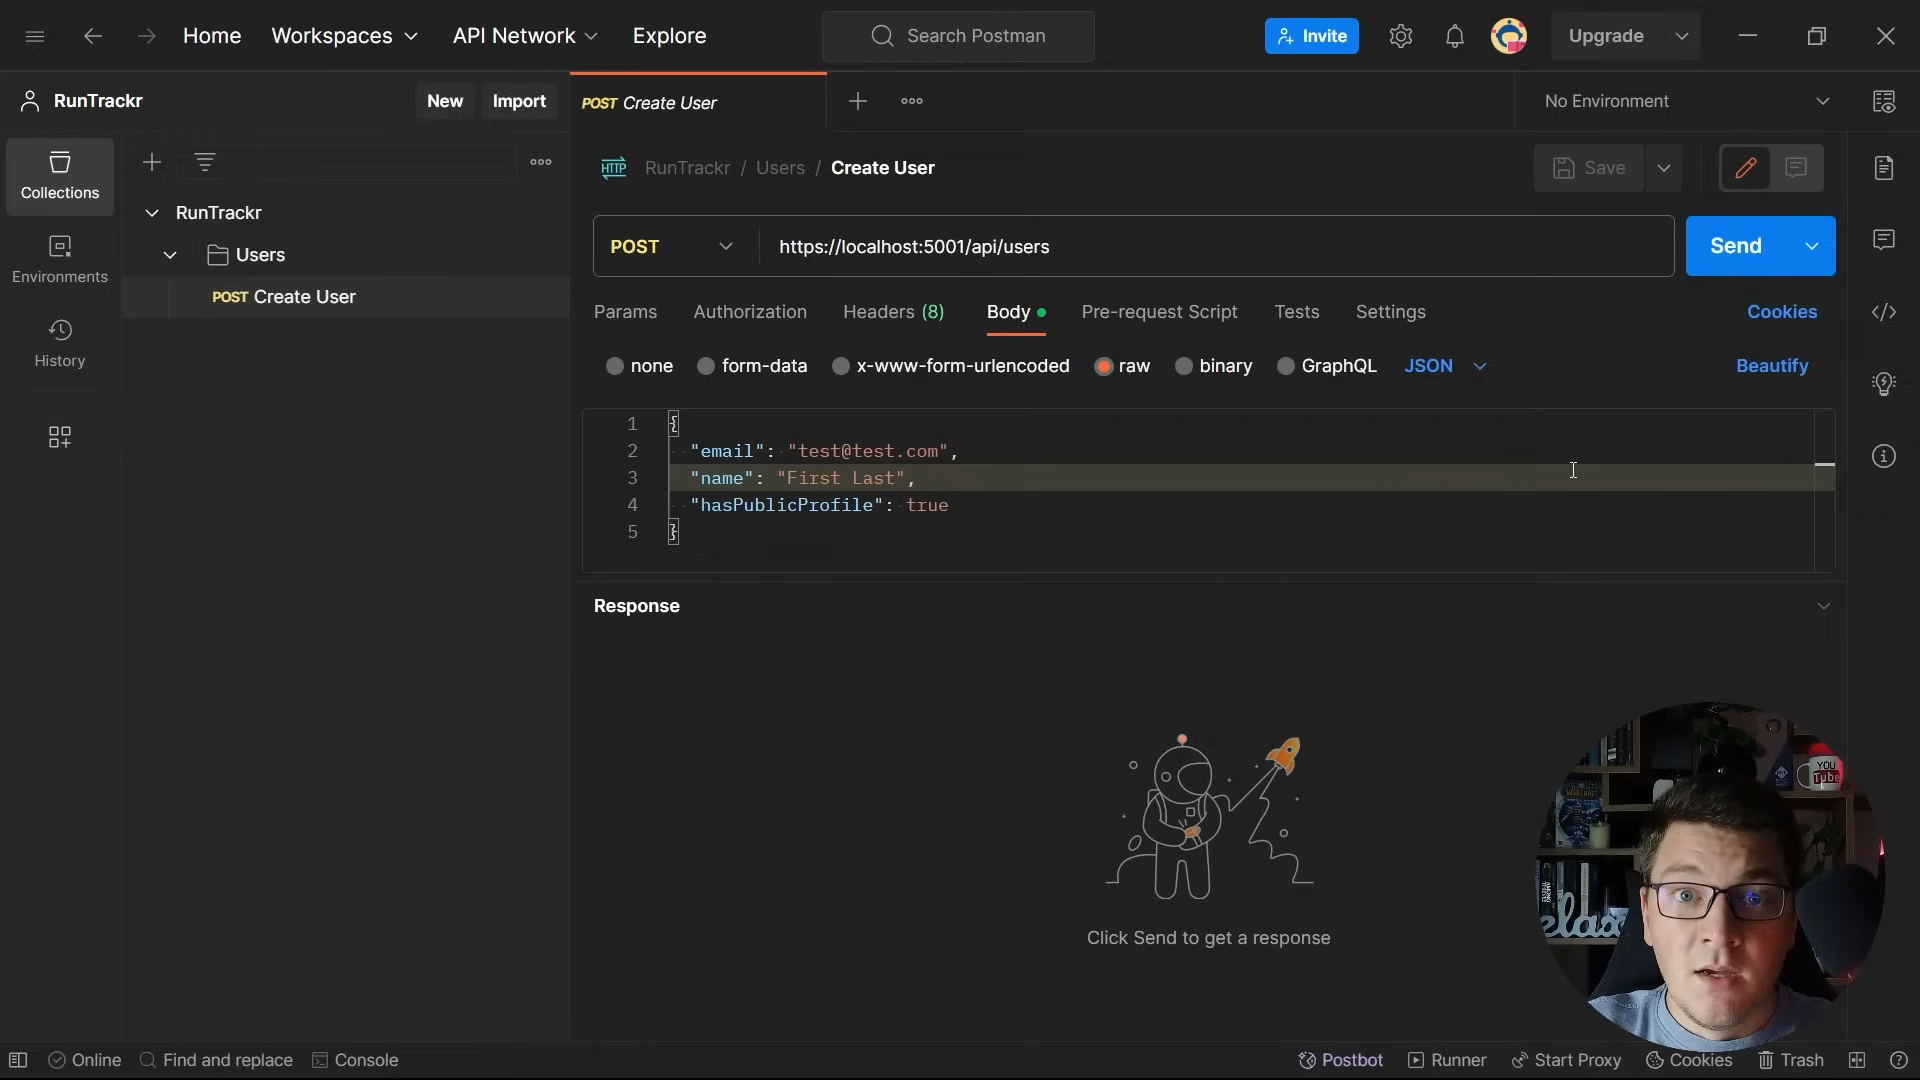 Home Workspaces API Network Explore Search Postman Invite Upgrade
RunTrackr New Import POST Create User No Environment
Collections
Environments
History
RunTrackr
Users
POST Create User
HTTP RunTrackr / Users / Create User Save
POST https://localhost:5001/api/users Send
Params Authorization Headers (8) Body Pre-request Script Tests Settings Cookies
none form-data x-www-form-urlencoded raw binary GraphQL JSON Beautify
1 {
2 "email": "test@test.com",
3 "name": "First Last",
4 "hasPublicProfile": true
5 }
Response
Click Send to get a response
YOU
Tube
relax
Online Find and replace Console Postbot Runner Start Proxy Cookies Trash